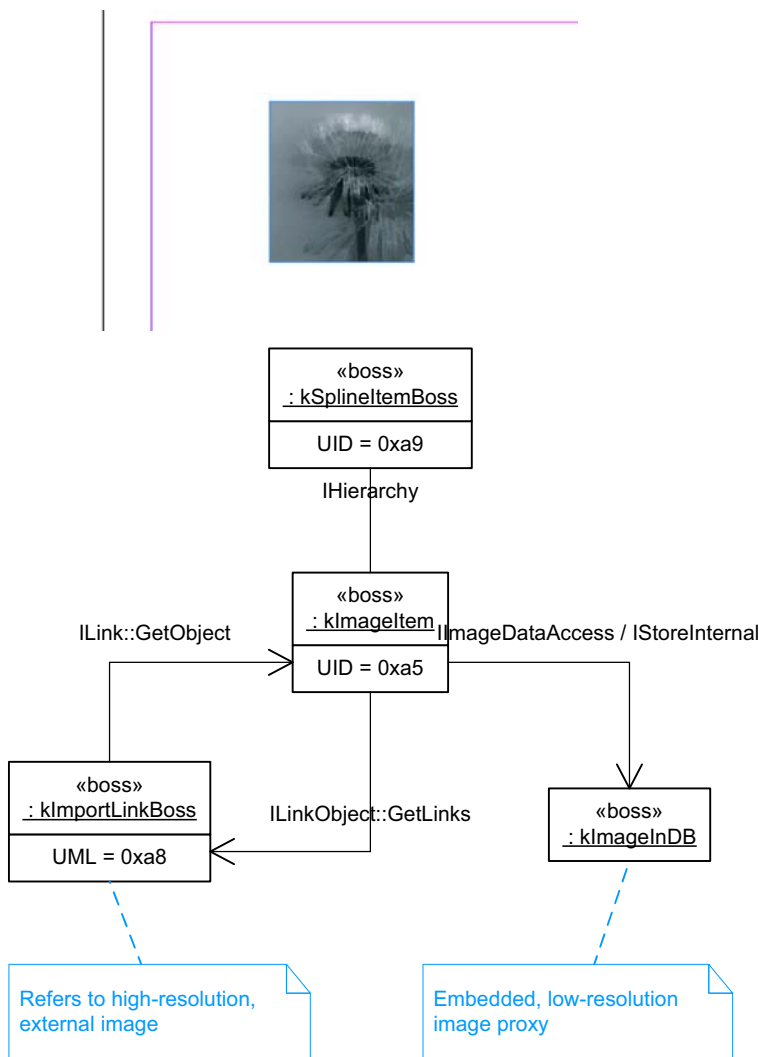 «boss»
: kSplineItemBoss
UID = 0xa9
IHierarchy
«boss»
: kImageItem
UID = 0xa5
ILink::GetObject
IImageDataAccess / IStoreInternal
«boss»
: kImportLinkBoss
UML = 0xa8
ILinkObject::GetLinks
«boss»
: kImageInDB
Refers to high-resolution,
external image
Embedded, low-resolution
image proxy